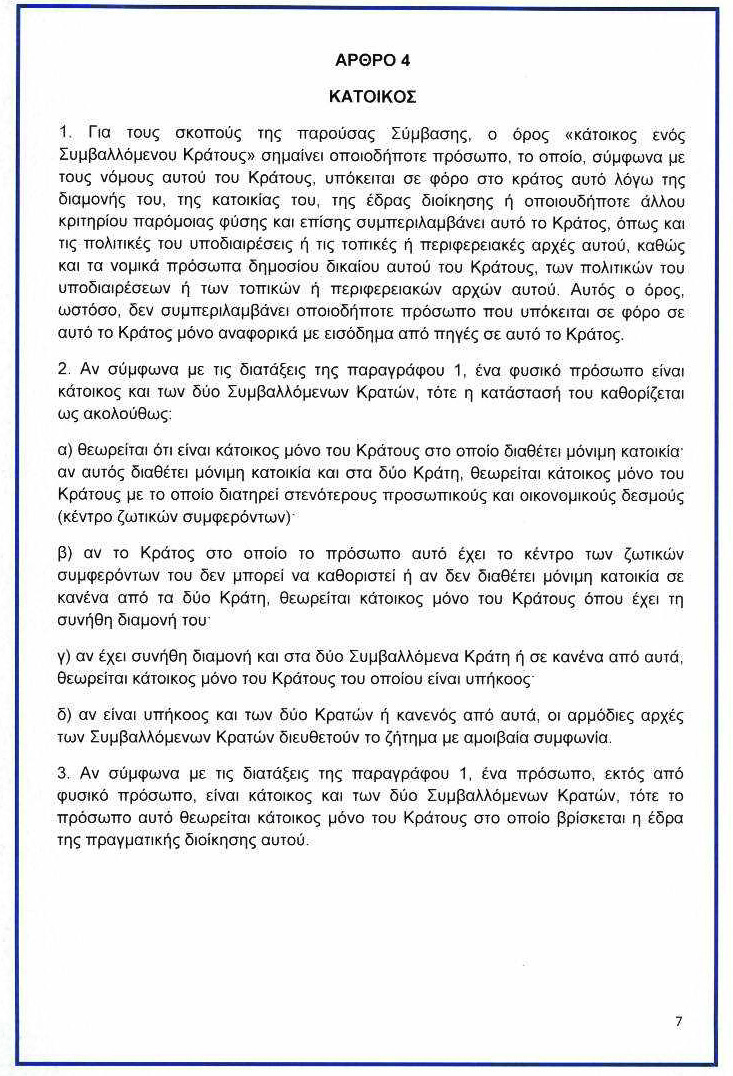 ΑΡΘΡΟ 4
ΚΑΤΟΙΚΟΣ
1. Για τους σκοπούς της παρούσας Σύμβασης, ο όρος «κάτοικος ενός
Συμβαλλόμενου Κράτους» σημαίνει οποιοδήποτε πρόσωπο, το οποίο, σύμφωνα με
τους νόμους αυτού του Κράτους, υπόκειται σε φόρο στο κράτος αυτό λόγω της
διαμονής του, της κατοικίας του, της έδρας διοίκησης ή οποιουδήποτε άλλου
κριτηρίου παρόμοιας φύσης και επίσης συμπεριλαμβάνει αυτό το Κράτος, όπως και
τις πολιτικές του υποδιαιρέσεις ή τις τοπικές ή περιφερειακές αρχές αυτού, καθώς
και τα νομικά πρόσωπα δημοσίου δικαίου αυτού του Κράτους, των πολιτικών του
υποδιαιρέσεων ή των τοπικών ή περιφερειακών αρχών αυτού. Αυτός ο όρος,
ωστόσο, δεν συμπεριλαμβάνει οποιοδήποτε πρόσωπο που υπόκειται σε φόρο σε
αυτό το Κράτος μόνο αναφορικά με εισόδημα από πηγές σε αυτό το Κράτος.
2. Αν σύμφωνα με τις διατάξεις της παραγράφου 1, ένα φυσικό πρόσωπο είναι
κάτοικος και των δύο Συμβαλλόμενων Κρατών, τότε η κατάστασή του καθορίζεται
ως ακολούθως:
α) θεωρείται ότι είναι κάτοικος μόνο του Κράτους στο οποίο διαθέτει μόνιμη κατοικία·
αν αυτός διαθέτει μόνιμη κατοικία και στα δύο Κράτη, θεωρείται κάτοικος μόνο του
Κράτους με το οποίο διατηρεί στενότερους προσωπικούς και οικονομικούς δεσμούς
(κέντρο ζωτικών συμφερόντων)·
β) αν το Κράτος στο οποίο το πρόσωπο αυτό έχει το κέντρο των ζωτικών
συμφερόντων του δεν μπορεί να καθοριστεί ή αν δεν διαθέτει μόνιμη κατοικία σε
κανένα από τα δύο Κράτη, θεωρείται κάτοικος μόνο του Κράτους όπου έχει τη
συνήθη διαμονή του·
γ) αν έχει συνήθη διαμονή και στα δύο Συμβαλλόμενα Κράτη ή σε κανένα από αυτά,
θεωρείται κάτοικος μόνο του Κράτους του οποίου είναι υπήκοος·
δ) αν είναι υπήκοος και των δύο Κρατών ή κανενός από αυτά, οι αρμόδιες αρχές
των Συμβαλλόμενων Κρατών διευθετούν το ζήτημα με αμοιβαία συμφωνία.
3. Αν σύμφωνα με τις διατάξεις της παραγράφου 1, ένα πρόσωπο, εκτός από
φυσικό πρόσωπο, είναι κάτοικος και των δύο Συμβαλλόμενων Κρατών, τότε το
πρόσωπο αυτό θεωρείται κάτοικος μόνο του Κράτους στο οποίο βρίσκεται η έδρα
της πραγματικής διοίκησης αυτού.
7